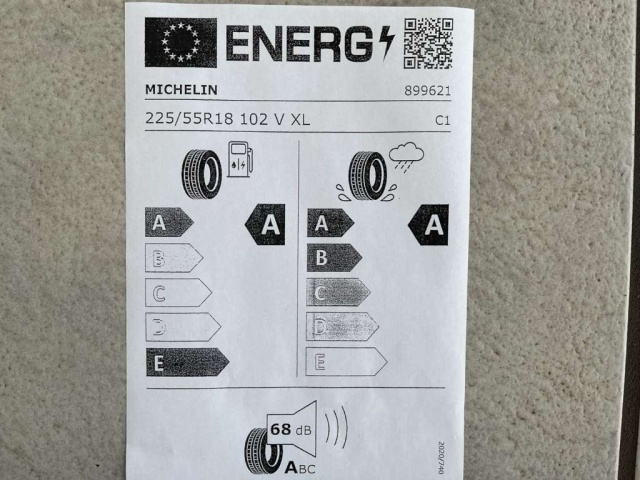 ENERG
MICHELIN 899621
225/55R18 102 V XL C1
A A
B
C
D
E
A A
B
C
D
E
68 dB
ABC
2020/740